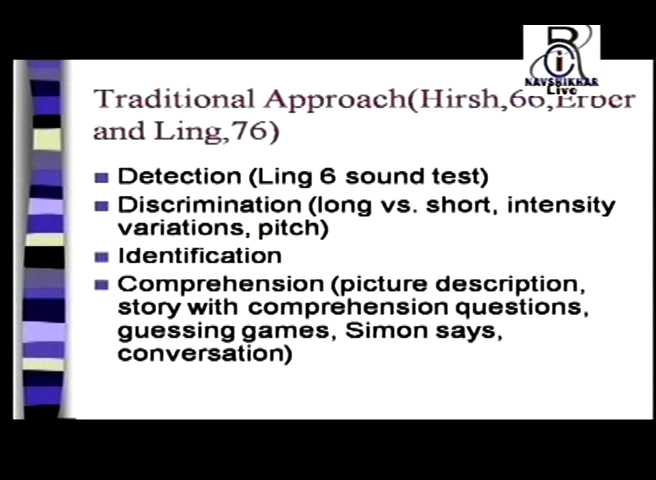 R
C
i
NAVSHIKHAR
Live
Traditional Approach(Hirsh,66,Erber
and Ling,76)
Detection (Ling 6 sound test)
Discrimination (long vs. short, intensity
variations, pitch)
Identification
Comprehension (picture description,
story with comprehension questions,
guessing games, Simon says,
conversation)